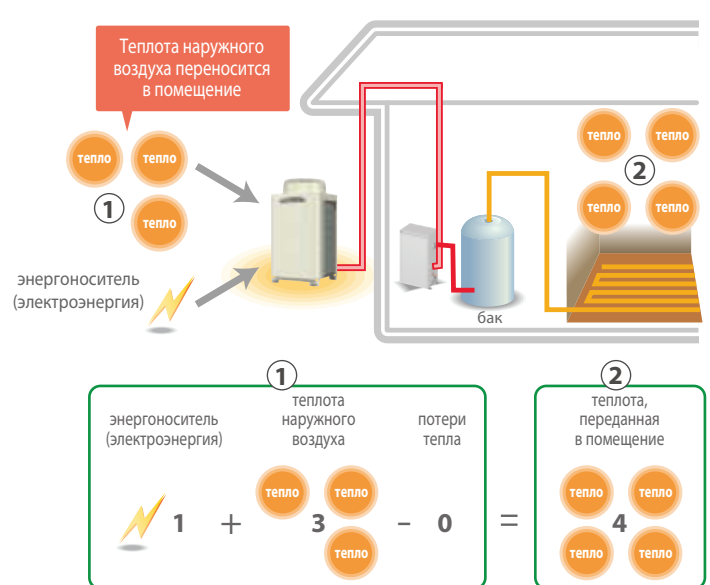 Теплота наружного
воздуха переносится
в помещение
тепло
тепло
тепло
тепло
2
тепло
тепло
1
тепло
тепло
энергоноситель
(электроэнергия)
бак
1
2
энергоноситель
(электроэнергия)
теплота
наружного
воздуха
потери
тепла
теплота,
переданная
в помещение
тепло
тепло
тепло
тепло
1 + 3 – 0 = 4
тепло
тепло
тепло